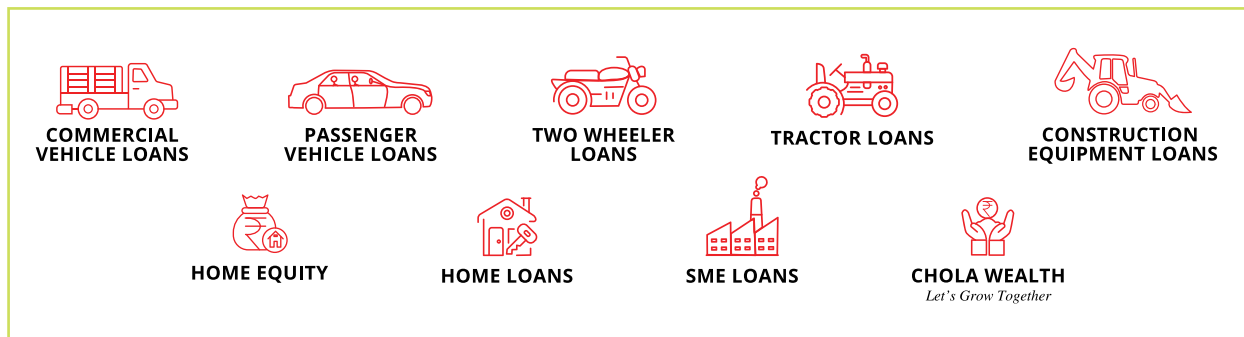 COMMERCIAL
VEHICLE LOANS
PASSENGER
VEHICLE LOANS
TWO WHEELER
LOANS
TRACTOR LOANS
CONSTRUCTION
EQUIPMENT LOANS
₹
HOME EQUITY
HOME LOANS
SME LOANS
₹
CHOLA WEALTH
Let's Grow Together